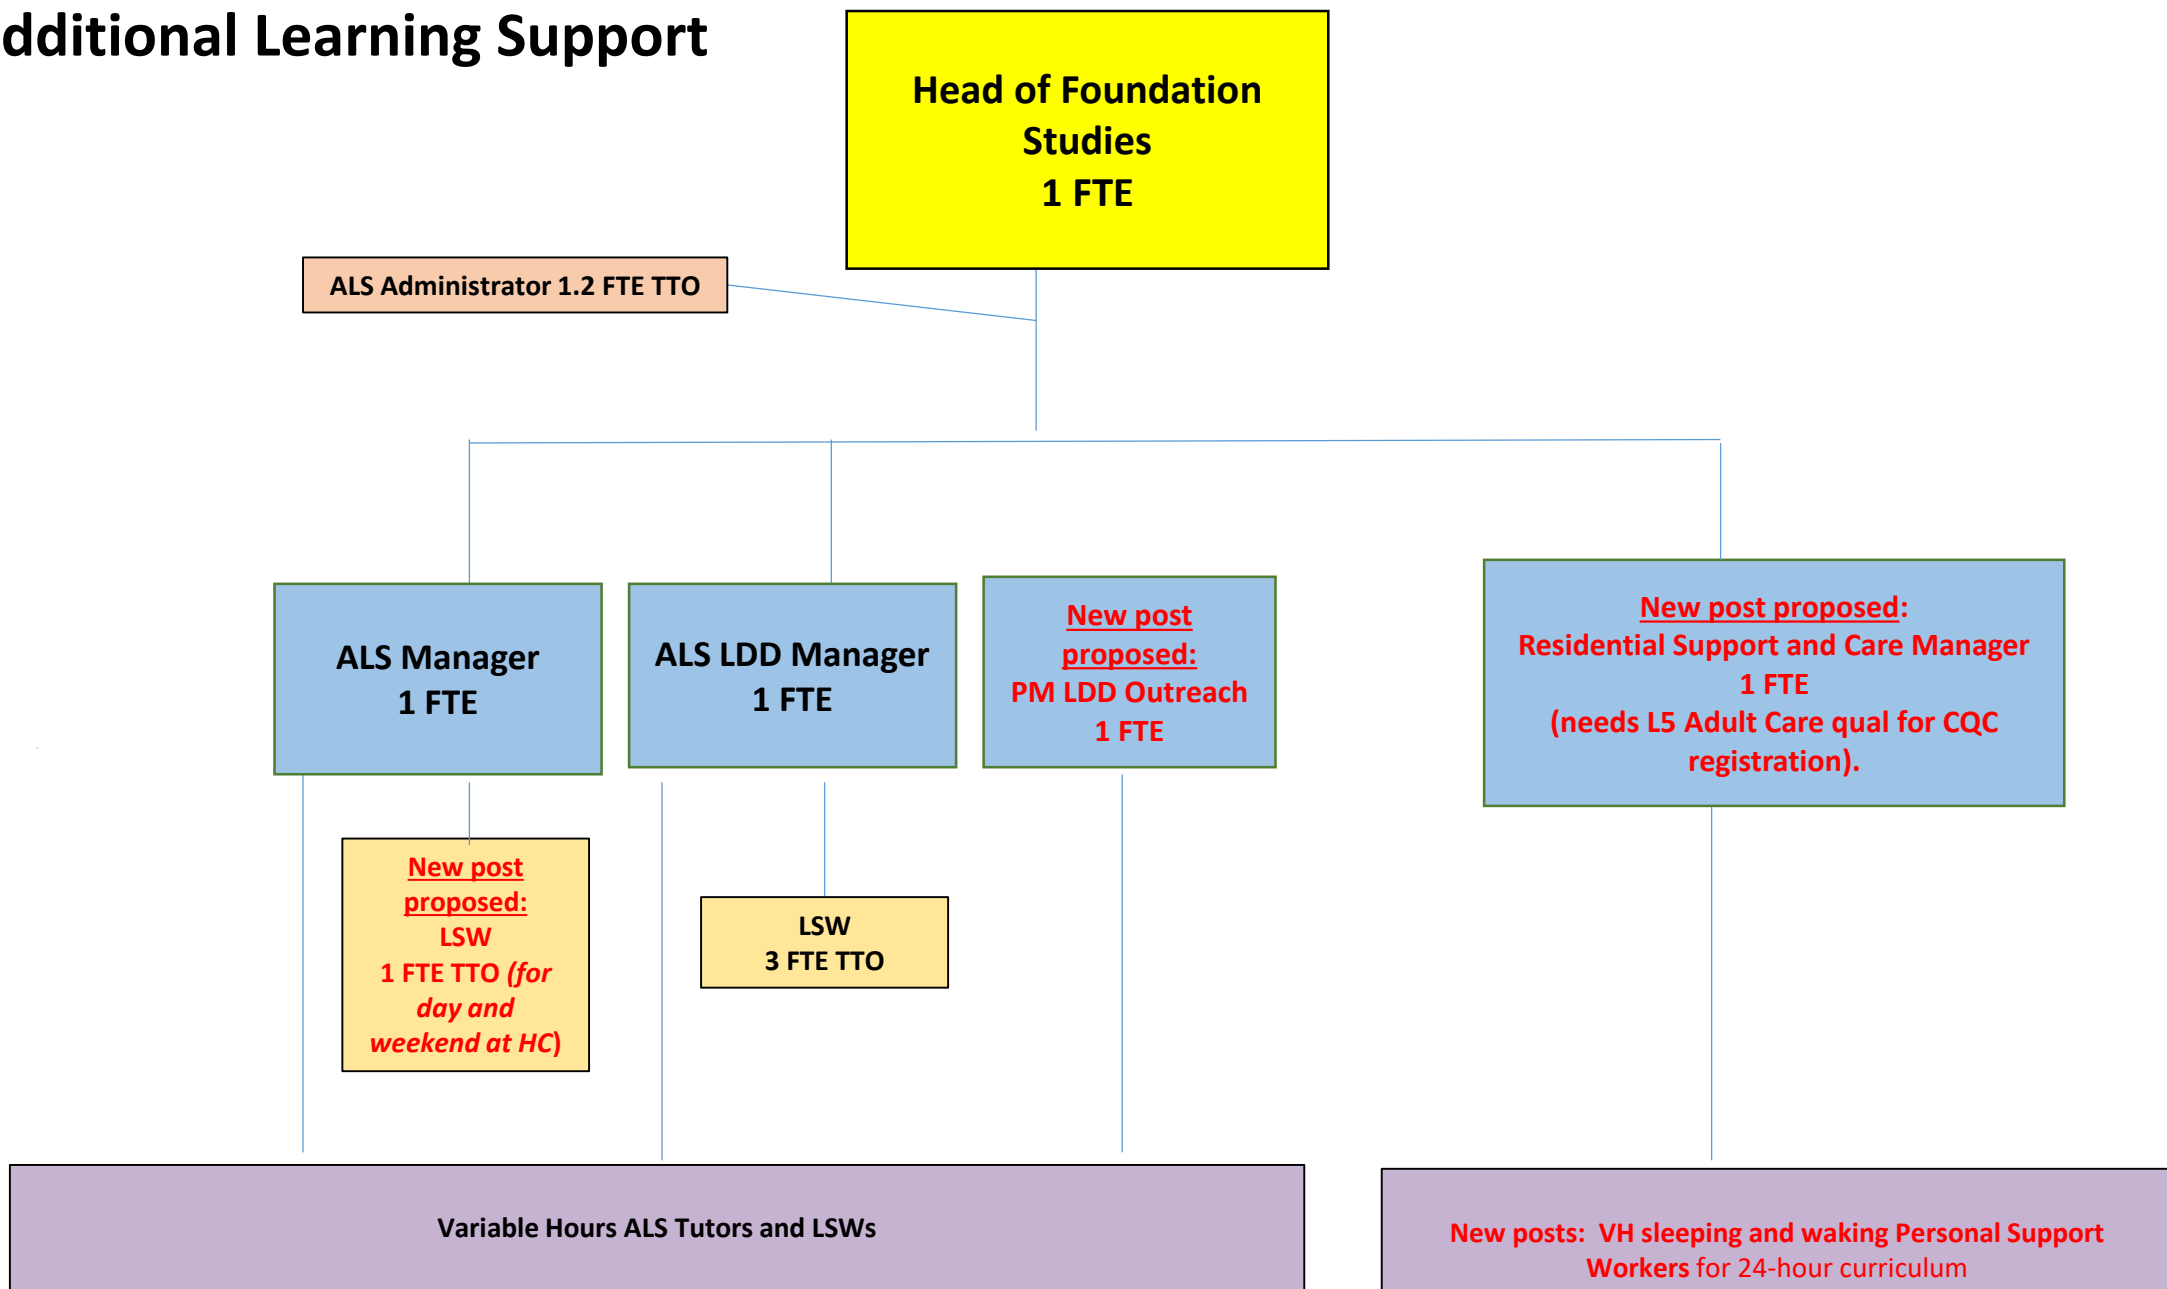 dditional Learning Support
Head of Foundation
Studies
1 FTE
ALS Administrator 1.2 FTE TTO
ALS Manager
1 FTE
ALS LDD Manager
1 FTE
New post
proposed:
PM LDD Outreach
1 FTE
New post proposed:
Residential Support and Care Manager
1 FTE
(needs L5 Adult Care qual for CQC
registration).
New post
proposed:
LSW
1 FTE TTO (for
day and
weekend at HC)
LSW
3 FTE TTO
Variable Hours ALS Tutors and LSWs
New posts:  VH sleeping and waking Personal Support
Workers for 24-hour curriculum